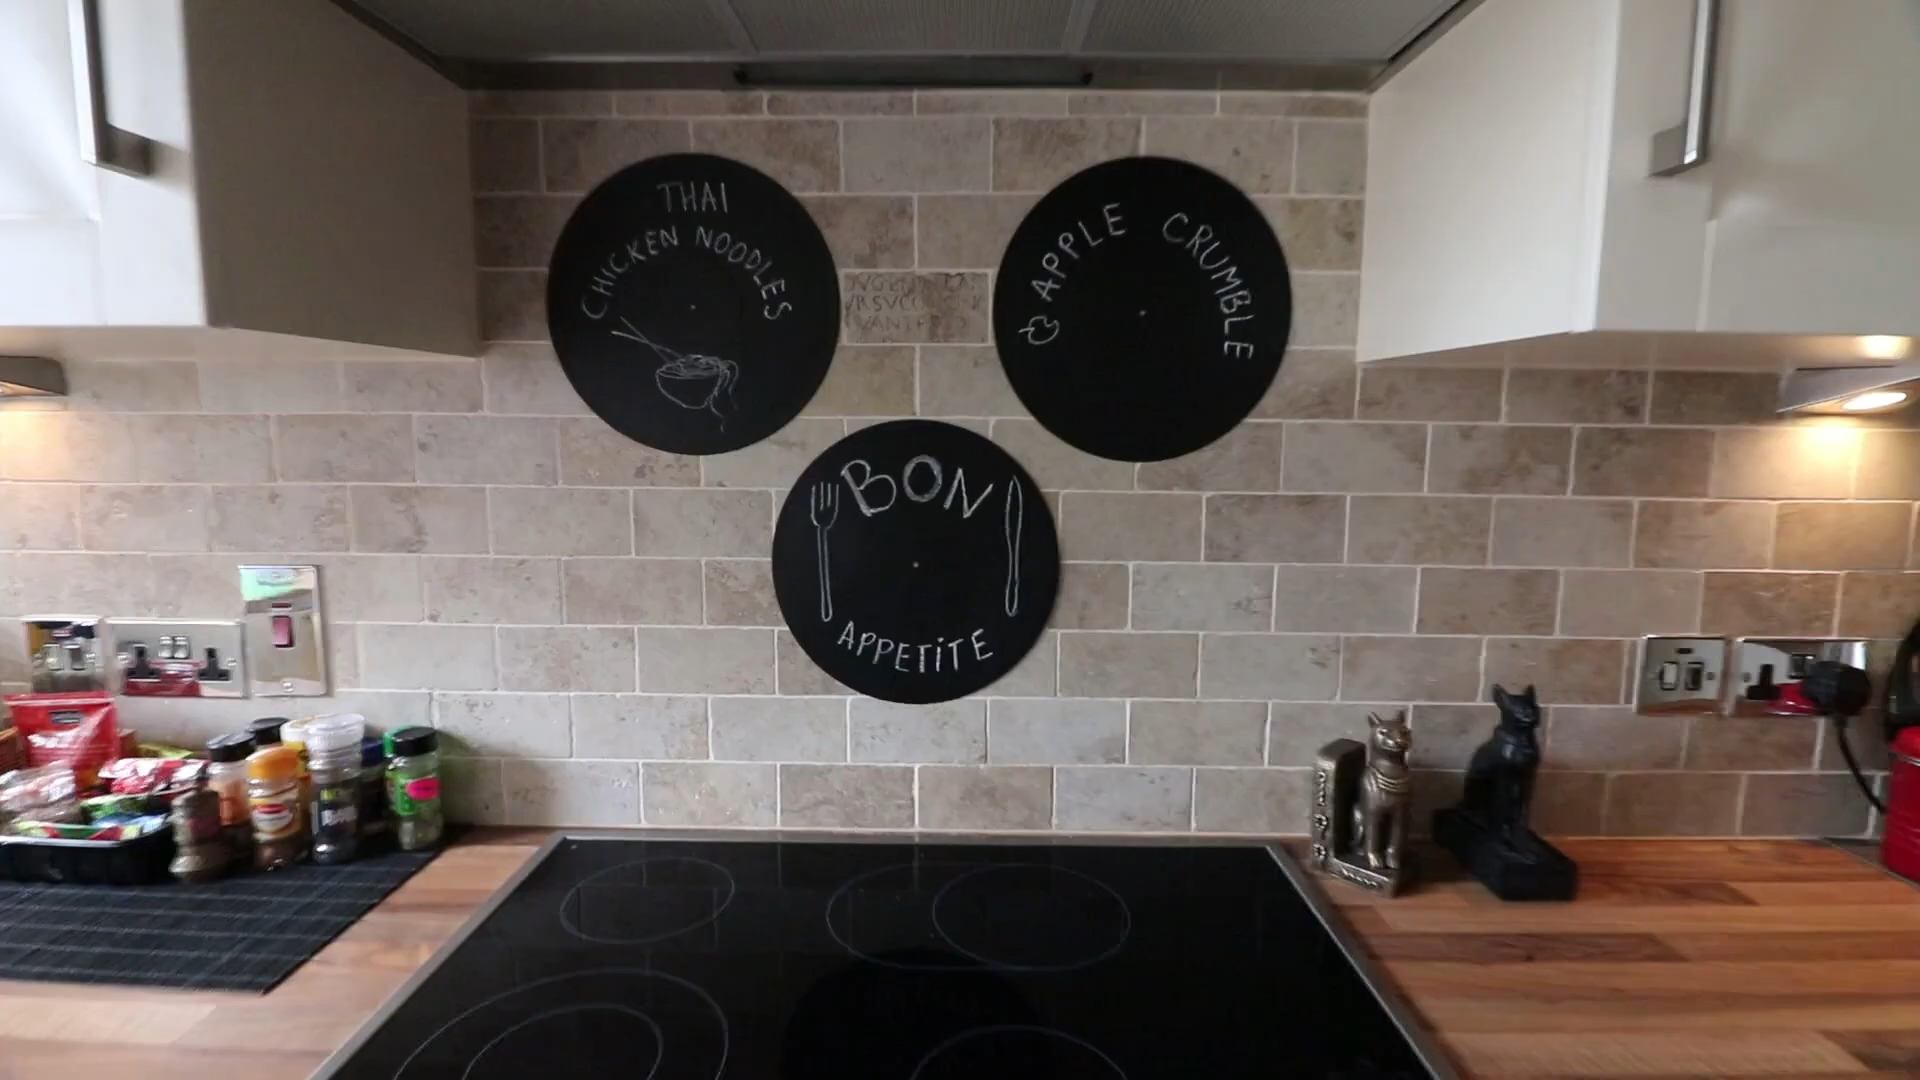 THAI
CHICKEN NOODLES
APPLE CRUMBLE
BON
APPETITE